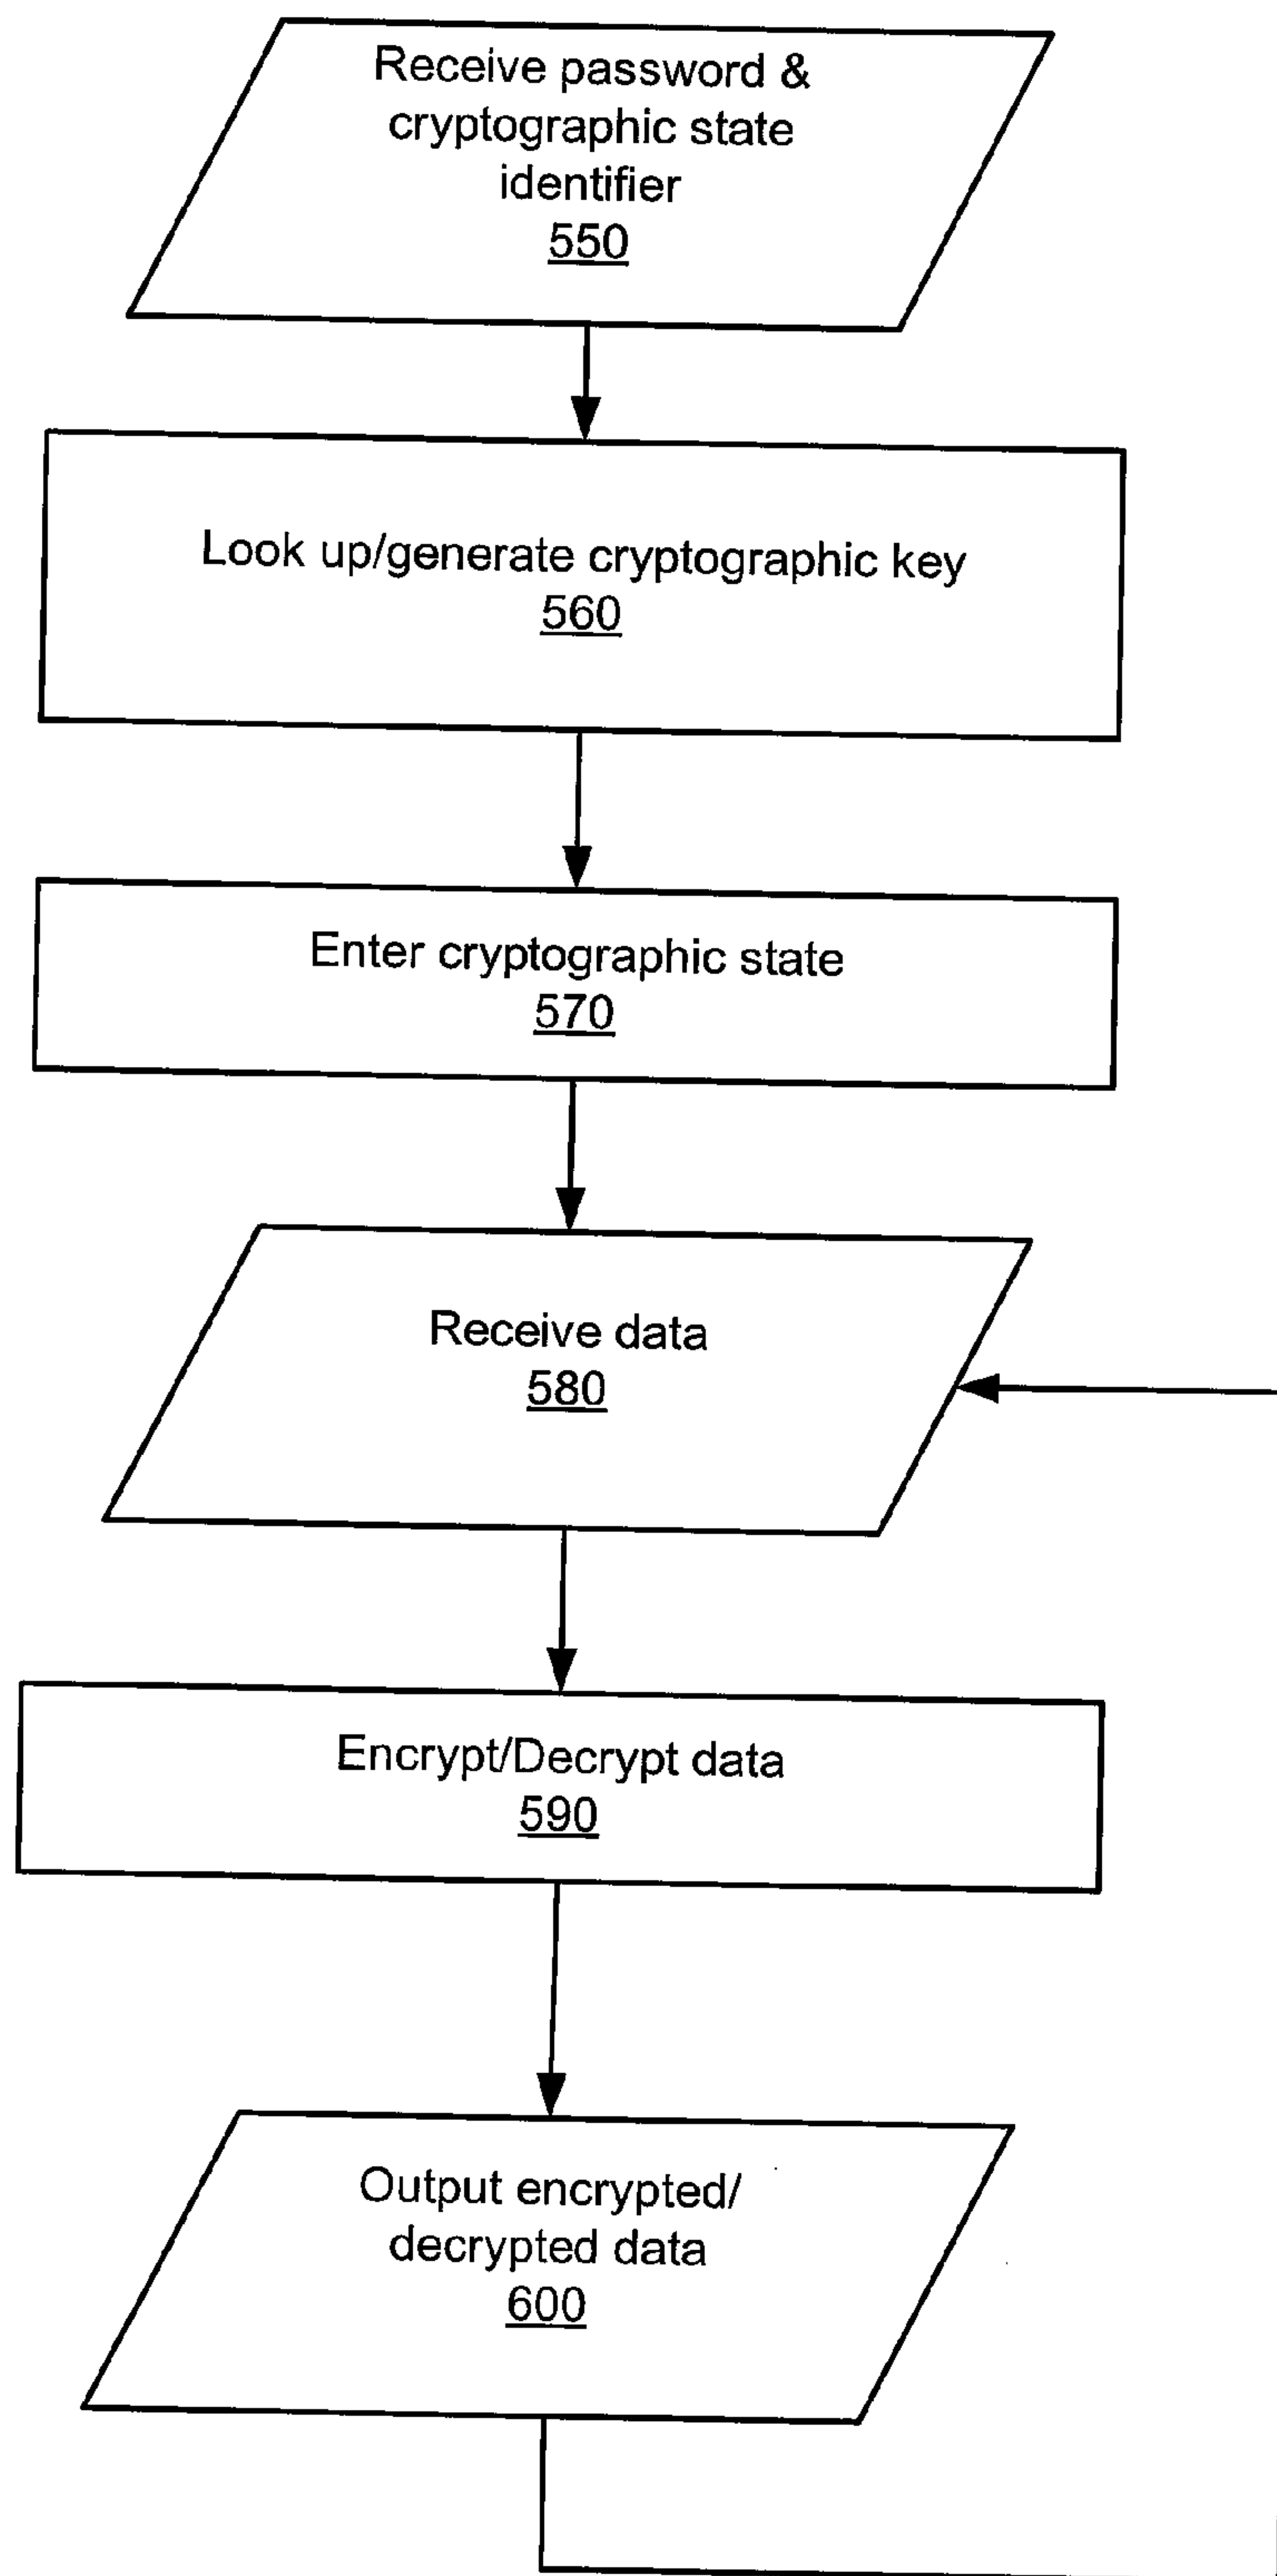 Receive password &
cryptographic state
identifier
550
Look up/generate cryptographic key
560
Enter cryptographic state
570
Receive data
580
Encrypt/Decrypt data
590
Output encrypted/
decrypted data
600